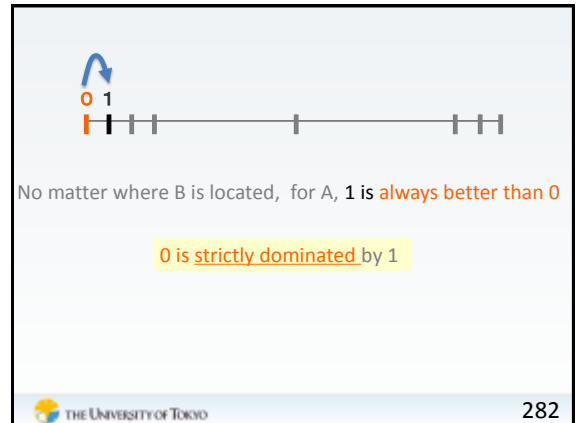 0 1
No matter where B is located, for A, 1 is always better than 0
0 is strictly dominated by 1
THE UNIVERSITY OF TOKYO
282